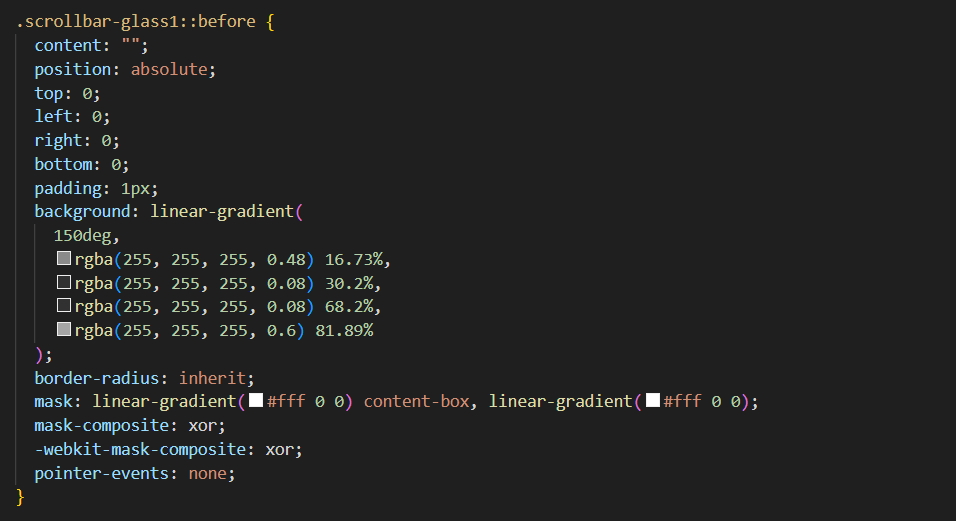 .scrollbar-glass1::before {
content: "";
position: absolute;
top: 0;
left: 0;
right: 0;
bottom: 0;
padding: 1px;
background: linear-gradient(
150deg,
rgba(255, 255, 255, 0.48) 16.73%,
rgba(255, 255, 255, 0.08) 30.2%,
rgba(255, 255, 255, 0.08) 68.2%,
rgba(255, 255, 255, 0.6) 81.89%
);
border-radius: inherit;
mask: linear-gradient(#fff 0 0) content-box, linear-gradient(#fff 0 0);
mask-composite: xor;
-webkit-mask-composite: xor;
pointer-events: none;
}